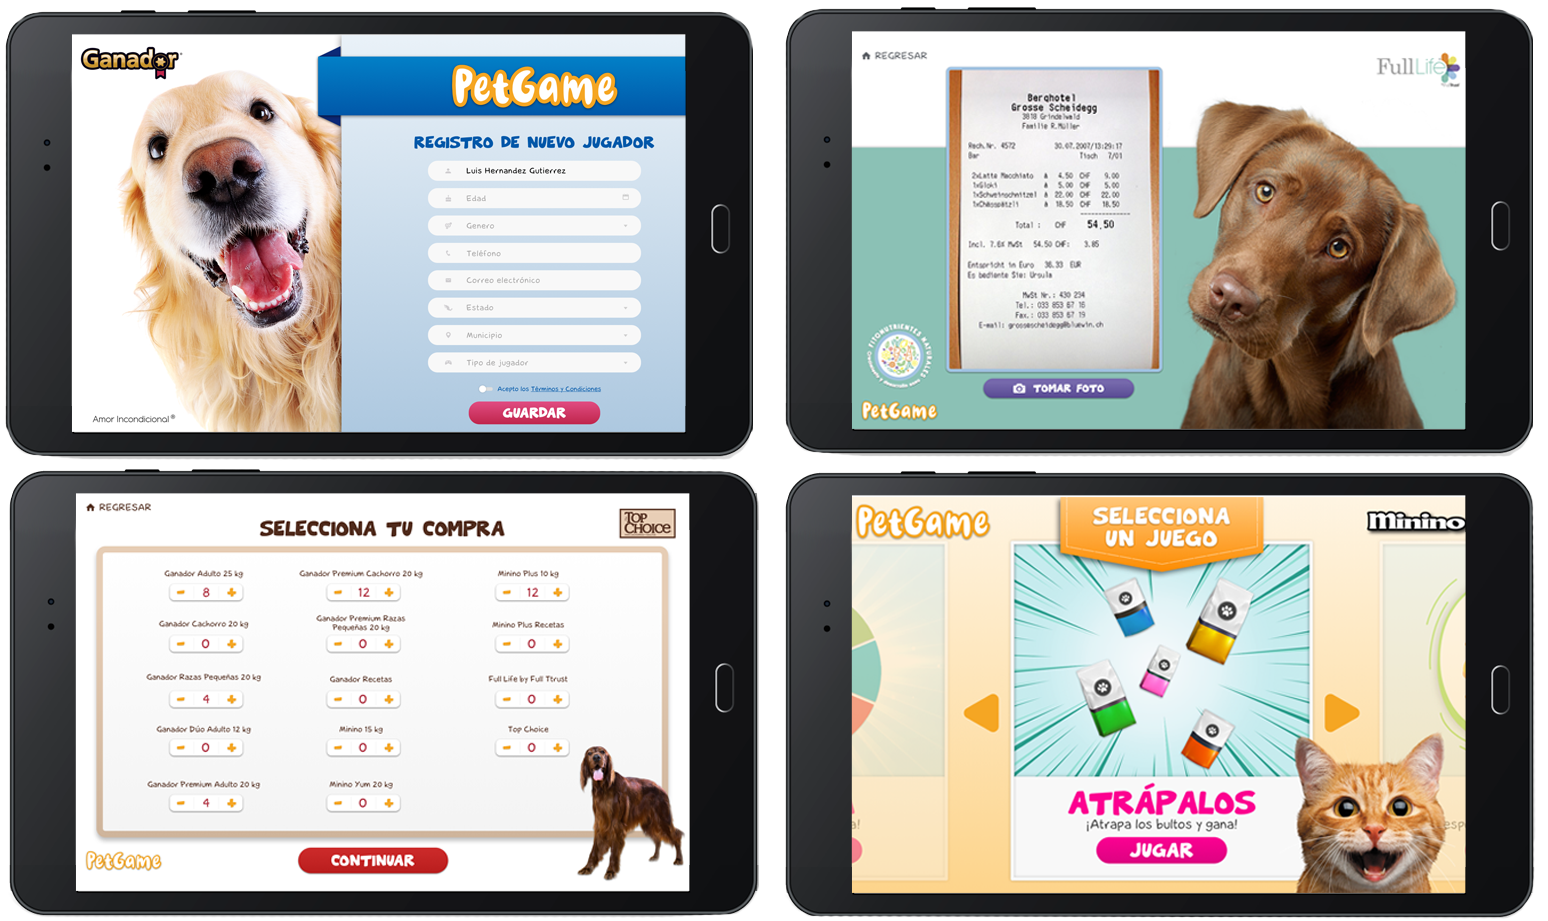 Ganador
PetGame
REGISTRO DE NUEVO JUGADOR
Luis Hernandez Gutierrez
Edad
Genero
Teléfono
Correo electrónico
Estado
Municipio
Tipo de jugador
Acepto los Términos y Condiciones
GUARDAR
Amor Incondicional®
REGRESAR
FullLife
Berghotel
Grosse Scheidegg
3818 Grindelwald
Familie R.Müller
Rech.Nr. 4572 30.07.2007/13:29:17
Bar Tisch 7/01
2xLatte Macchiato à 4.50 CHF 9.00
1xGloki à 5.00 CHF 5.00
1xSchweinschnitzel à 22.00 CHF 22.00
1xChässpätzli à 18.50 CHF 18.50
Total: CHF 54.50
Incl. 7.6% MwSt 54.50 CHF: 3.85
Entspricht in Euro 36.33 EUR
Es bediente Sie: Ursula
MwSt Nr.: 430 234
Tel.: 033 853 67 16
Fax.: 033 853 67 19
E-mail: grossescheidegg@bluewin.ch
FITONUTRIENTES NATURALES
TOMAR FOTO
PetGame
REGRESAR
SELECCIONA TU COMPRA
TOP CHOICE
Ganador Adulto 25 kg
- 8 +
Ganador Premium Cachorro 20 kg
- 12 +
Minino Plus 10 kg
- 12 +
Ganador Cachorro 20 kg
- 0 +
Ganador Premium Razas
Pequeñas 20 kg
- 0 +
Minino Plus Recetas
- 0 +
Ganador Razas Pequeñas 20 kg
- 4 +
Ganador Recetas
- 0 +
Full Life by Full Ttrust
- 0 +
Ganador Dúo Adulto 12 kg
- 0 +
Minino 15 kg
- 0 +
Top Choice
- 0 +
Ganador Premium Adulto 20 kg
- 4 +
Minino Yum 20 kg
- 0 +
PetGame
CONTINUAR
PetGame
SELECCIONA
UN JUEGO
Minino
ATRÁPALOS
¡Atrapa los bultos y gana!
JUGAR